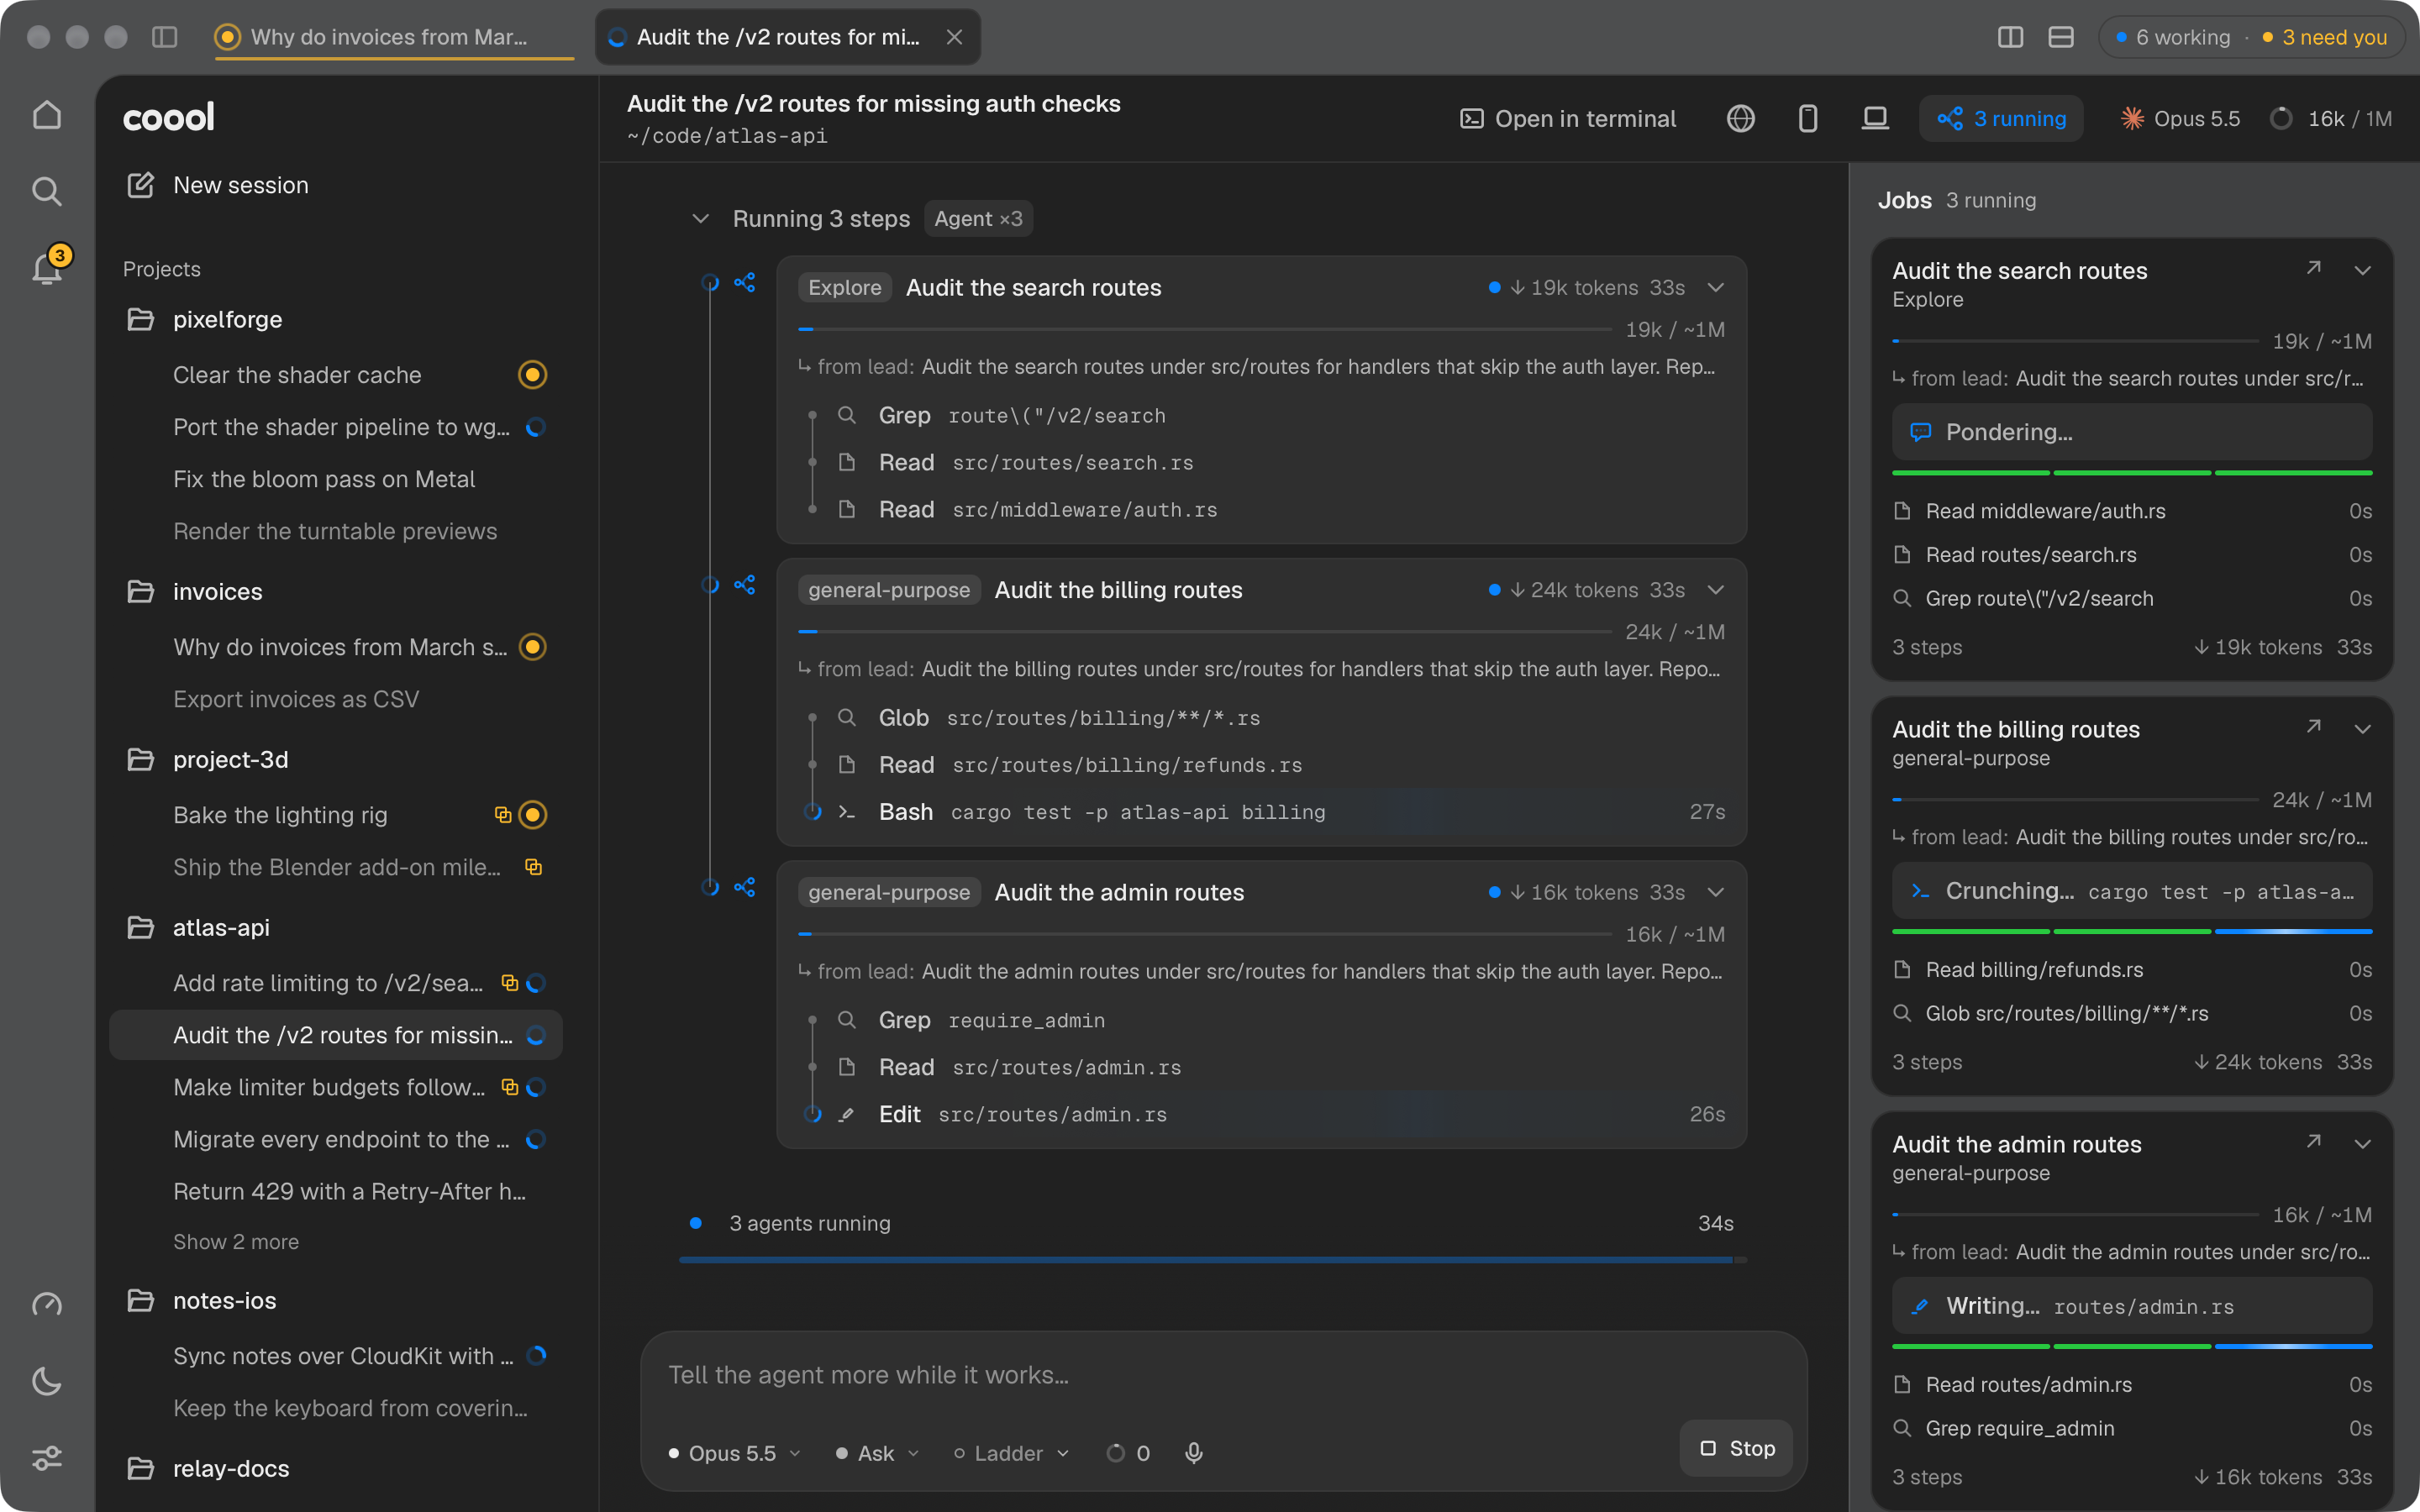 Why do invoices from Mar...
Audit the /v2 routes for mi...
6 working · 3 need you
3
coool
New session
Projects
pixelforge
Clear the shader cache
Port the shader pipeline to wg...
Fix the bloom pass on Metal
Render the turntable previews
invoices
Why do invoices from March s...
Export invoices as CSV
project-3d
Bake the lighting rig
Ship the Blender add-on mile...
atlas-api
Add rate limiting to /v2/sea...
Audit the /v2 routes for missin...
Make limiter budgets follow...
Migrate every endpoint to the ...
Return 429 with a Retry-After h...
Show 2 more
notes-ios
Sync notes over CloudKit with ...
Keep the keyboard from coverin...
relay-docs
Audit the /v2 routes for missing auth checks
~/code/atlas-api
Open in terminal
3 running
Opus 5.5
16k / 1M
Running 3 steps Agent ×3
Explore Audit the search routes ↓ 19k tokens 33s
19k / ~1M
↳ from lead: Audit the search routes under src/routes for handlers that skip the auth layer. Rep...
Grep route\("/v2/search
Read src/routes/search.rs
Read src/middleware/auth.rs
general-purpose Audit the billing routes ↓ 24k tokens 33s
24k / ~1M
↳ from lead: Audit the billing routes under src/routes for handlers that skip the auth layer. Repo...
Glob src/routes/billing/**/*.rs
Read src/routes/billing/refunds.rs
Bash cargo test -p atlas-api billing 27s
general-purpose Audit the admin routes ↓ 16k tokens 33s
16k / ~1M
↳ from lead: Audit the admin routes under src/routes for handlers that skip the auth layer. Repo...
Grep require_admin
Read src/routes/admin.rs
Edit src/routes/admin.rs 26s
3 agents running 34s
Tell the agent more while it works...
Opus 5.5 Ask Ladder 0 Stop
Jobs 3 running
Audit the search routes
Explore
19k / ~1M
↳ from lead: Audit the search routes under src/r...
Pondering...
Read middleware/auth.rs 0s
Read routes/search.rs 0s
Grep route\("/v2/search 0s
3 steps ↓ 19k tokens 33s
Audit the billing routes
general-purpose
24k / ~1M
↳ from lead: Audit the billing routes under src/ro...
Crunching... cargo test -p atlas-a...
Read billing/refunds.rs 0s
Glob src/routes/billing/**/*.rs 0s
3 steps ↓ 24k tokens 33s
Audit the admin routes
general-purpose
16k / ~1M
↳ from lead: Audit the admin routes under src/ro...
Writing... routes/admin.rs
Read routes/admin.rs 0s
Grep require_admin 0s
3 steps ↓ 16k tokens 33s